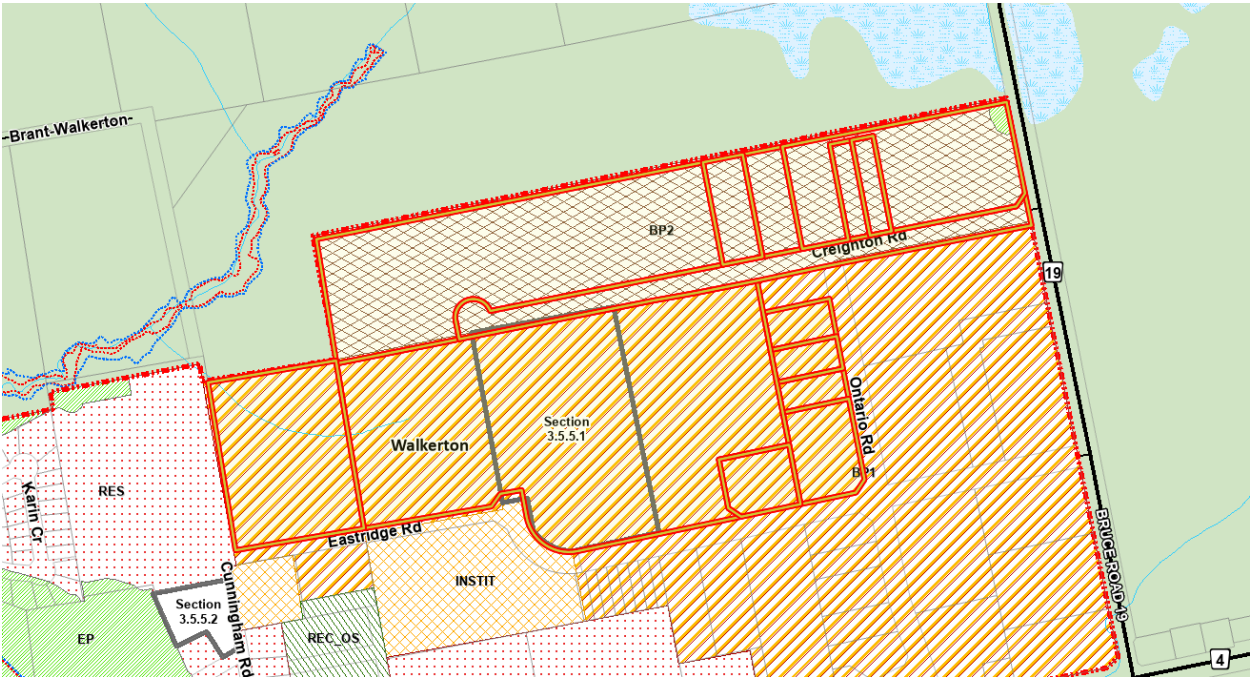 -Brant-Walkerton-
BP2
Creighton Rd
19
Section
3.5.5.1
Walkerton
Ontario Rd
BP1
RES
Karin Cr
Eastridge Rd
INSTIT
BRUCE ROAD 19
Section
3.5.5.2
Cunningham Rd
EP
REC_OS
4